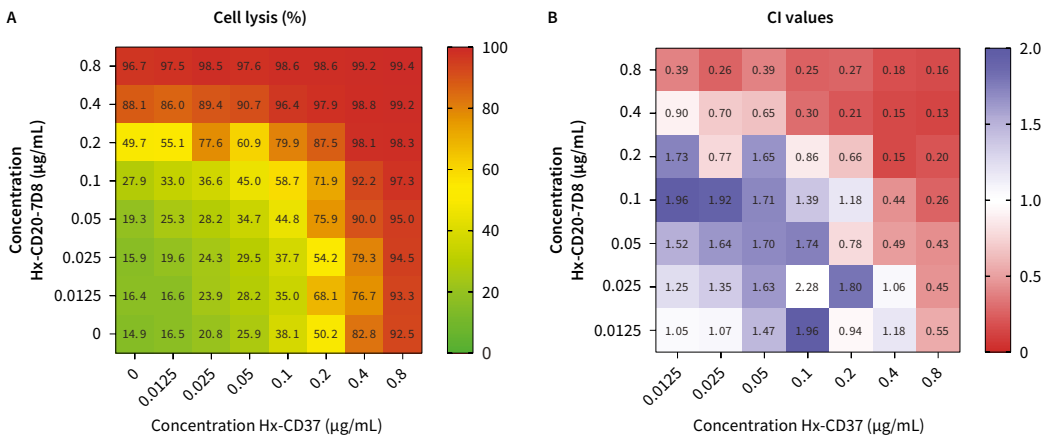 A
Cell lysis (%)
Concentration
Hx-CD20-7D8 (µg/mL)
0.8 96.7 97.5 98.5 97.6 98.6 98.6 99.2 99.4
0.4 88.1 86.0 89.4 90.7 96.4 97.9 98.8 99.2
0.2 49.7 55.1 77.6 60.9 79.9 87.5 98.1 98.3
0.1 27.9 33.0 36.6 45.0 58.7 71.9 92.2 97.3
0.05 19.3 25.3 28.2 34.7 44.8 75.9 90.0 95.0
0.025 15.9 19.6 24.3 29.5 37.7 54.2 79.3 94.5
0.0125 16.4 16.6 23.9 28.2 35.0 68.1 76.7 93.3
0 14.9 16.5 20.8 25.9 38.1 50.2 82.8 92.5
0 0.0125 0.025 0.05 0.1 0.2 0.4 0.8
Concentration Hx-CD37 (µg/mL)
100
80
60
40
20
0
B
CI values
Concentration
Hx-CD20-7D8 (µg/mL)
0.8 0.39 0.26 0.39 0.25 0.27 0.18 0.16
0.4 0.90 0.70 0.65 0.30 0.21 0.15 0.13
0.2 1.73 0.77 1.65 0.86 0.66 0.15 0.20
0.1 1.96 1.92 1.71 1.39 1.18 0.44 0.26
0.05 1.52 1.64 1.70 1.74 0.78 0.49 0.43
0.025 1.25 1.35 1.63 2.28 1.80 1.06 0.45
0.0125 1.05 1.07 1.47 1.96 0.94 1.18 0.55
0.0125 0.025 0.05 0.1 0.2 0.4 0.8
Concentration Hx-CD37 (µg/mL)
2.0
1.5
1.0
0.5
0